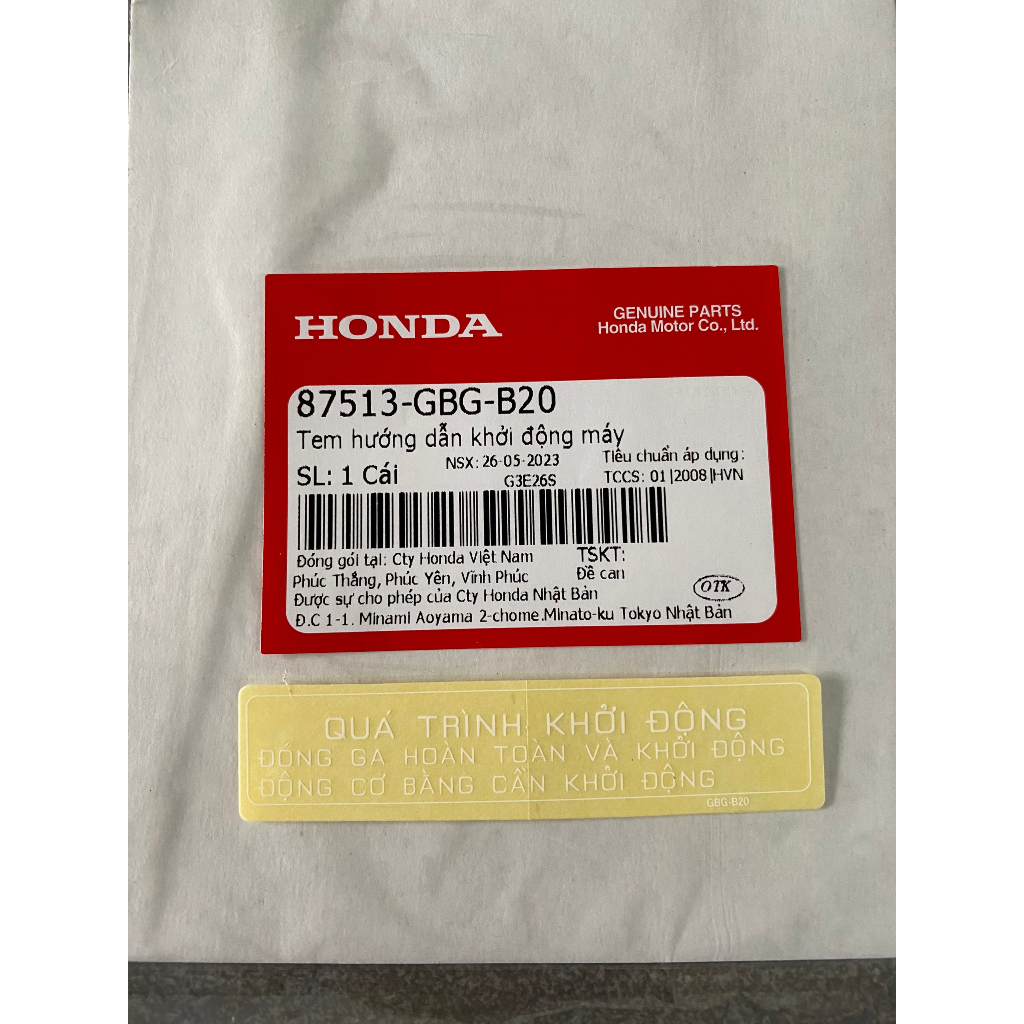 HONDA
GENUINE PARTS
Honda Motor Co., Ltd.
87513-GBG-B20
Tem hướng dẫn khởi động máy
SL: 1 Cái
NSX: 26-05-2023
G3E26S
Tiêu chuẩn áp dụng:
TCCS: 01|2008|HVN
Đóng gói tại: Cty Honda Việt Nam
Phúc Thắng, Phúc Yên, Vĩnh Phúc
TSKT:
Đề can
Được sự cho phép của Cty Honda Nhật Bản
Đ.C 1-1. Minami Aoyama 2-chome.Minato-ku Tokyo Nhật Bản
OTK
QUÁ TRÌNH KHỞI ĐỘNG
ĐÓNG GA HOÀN TOÀN VÀ KHỞI ĐỘNG
ĐỘNG CƠ BẰNG CẦN KHỞI ĐỘNG
GBG-B20